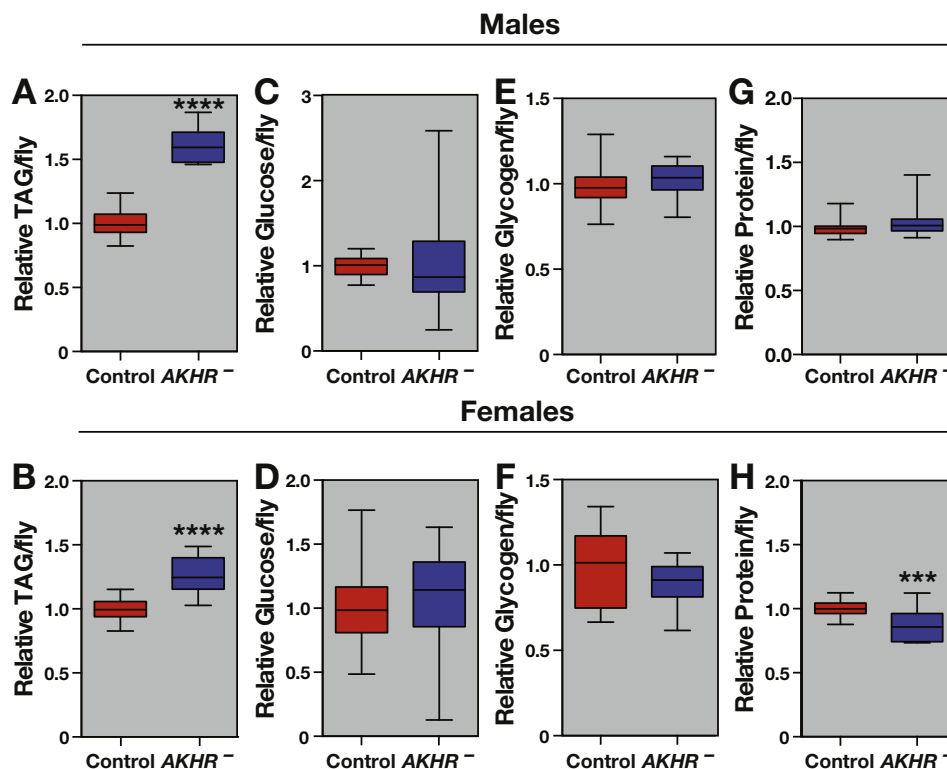 Males
A
Relative TAG/fly
2.0
1.5
1.0
0.5
0
****
Control AKHR –
C
Relative Glucose/fly
3
2
1
0
Control AKHR –
E
Relative Glycogen/fly
1.5
1.0
0.5
0
Control AKHR –
G
Relative Protein/fly
2.0
1.5
1.0
0.5
0.0
Control AKHR –
Females
B
Relative TAG/fly
2.0
1.5
1.0
0.5
0
****
Control AKHR –
D
Relative Glucose/fly
2.0
1.5
1.0
0.5
0
Control AKHR –
F
Relative Glycogen/fly
1.5
1.0
0.5
0
Control AKHR –
H
Relative Protein/fly
2.0
1.5
1.0
0.5
0
***
Control AKHR –